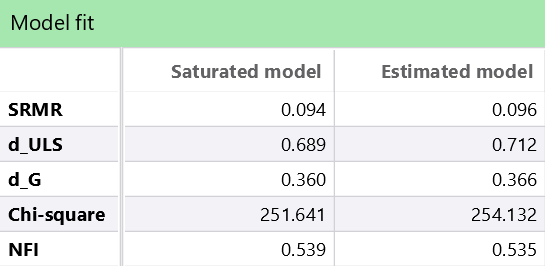 Model fit
Saturated model Estimated model
SRMR 0.094 0.096
d_ULS 0.689 0.712
d_G 0.360 0.366
Chi-square 251.641 254.132
NFI 0.539 0.535